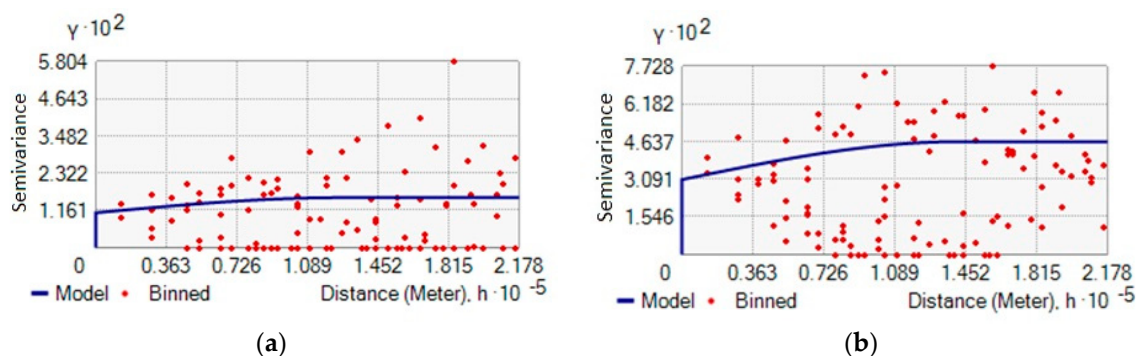 γ · 10²
5.804
4.643
3.482
2.322
1.161
0
Semivariance
0.363 0.726 1.089 1.452 1.815 2.178
Model Binned Distance (Meter), h · 10 ⁻⁵
(a)
γ · 10²
7.728
6.182
4.637
3.091
1.546
0
Semivariance
0.363 0.726 1.089 1.452 1.815 2.178
Model Binned Distance (Meter), h · 10 ⁻⁵
(b)